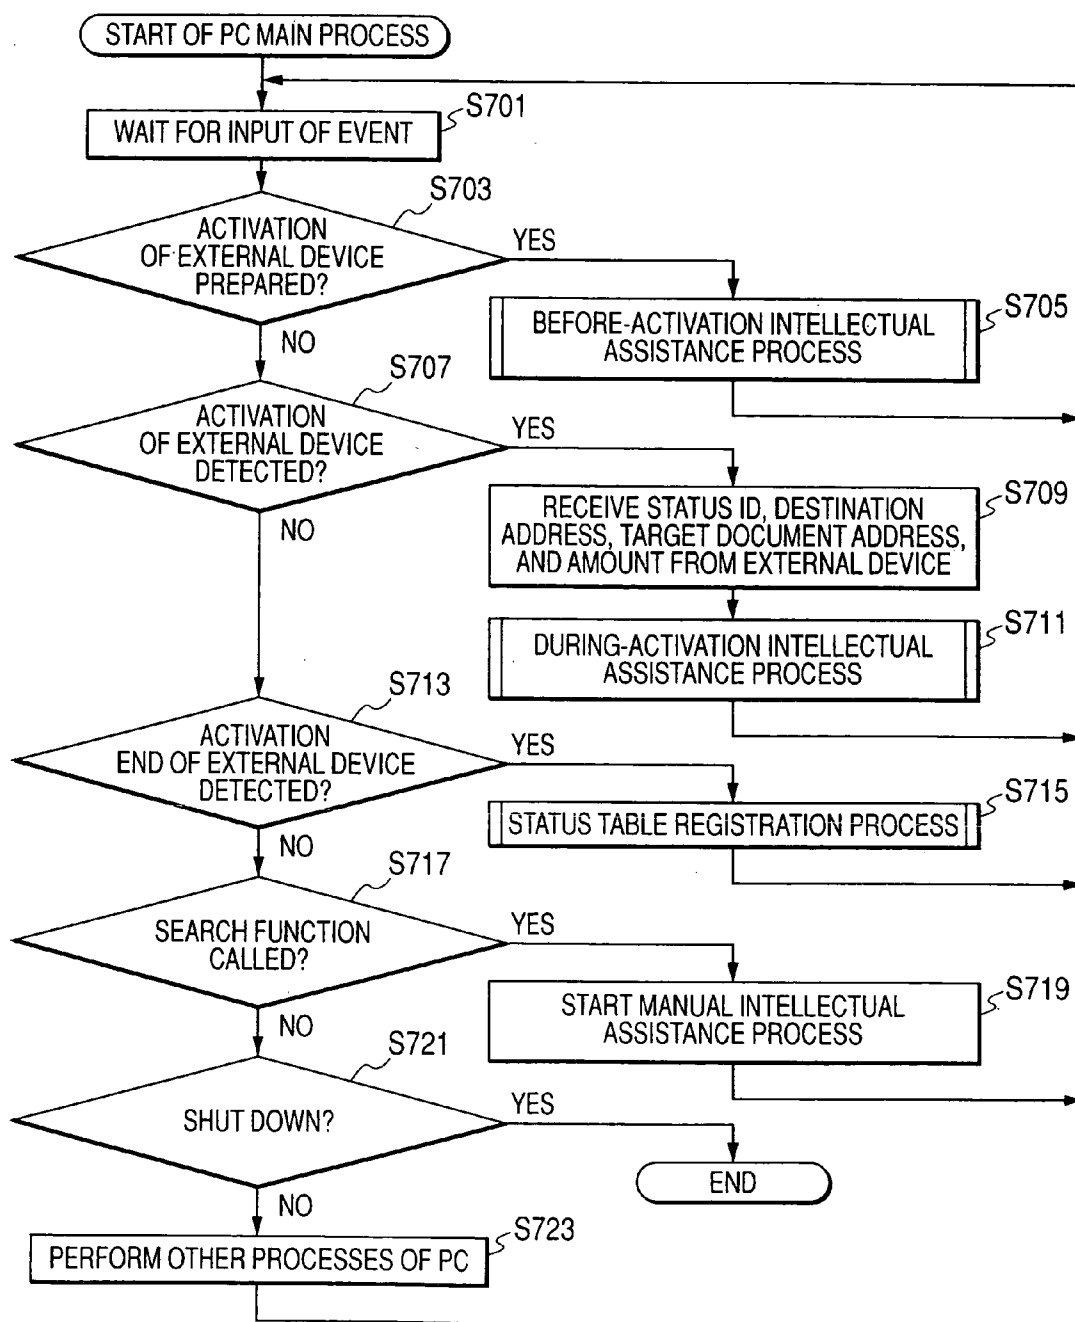 START OF PC MAIN PROCESS
S701
WAIT FOR INPUT OF EVENT
S703
ACTIVATION
OF EXTERNAL DEVICE
PREPARED?
YES
NO
S705
BEFORE-ACTIVATION INTELLECTUAL
ASSISTANCE PROCESS
S707
ACTIVATION
OF EXTERNAL DEVICE
DETECTED?
YES
NO
S709
RECEIVE STATUS ID, DESTINATION
ADDRESS, TARGET DOCUMENT ADDRESS,
AND AMOUNT FROM EXTERNAL DEVICE
S711
DURING-ACTIVATION INTELLECTUAL
ASSISTANCE PROCESS
S713
ACTIVATION
END OF EXTERNAL DEVICE
DETECTED?
YES
NO
S715
STATUS TABLE REGISTRATION PROCESS
S717
SEARCH FUNCTION
CALLED?
YES
NO
S719
START MANUAL INTELLECTUAL
ASSISTANCE PROCESS
S721
SHUT DOWN?
YES
NO
END
S723
PERFORM OTHER PROCESSES OF PC